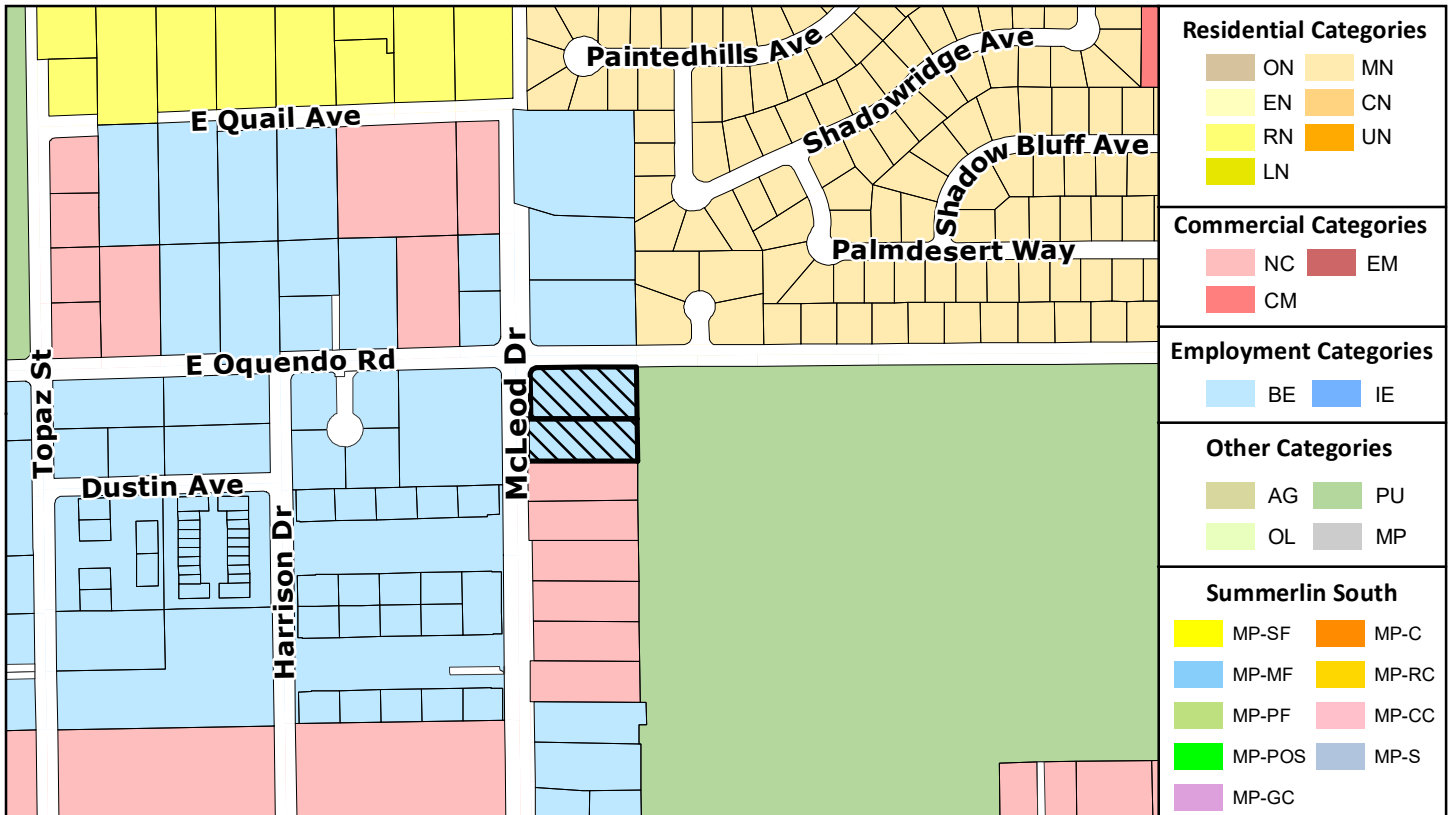 Paintedhills Ave
Shadowridge Ave
E Quail Ave
Shadow Bluff Ave
Palmdesert Way
E Oquendo Rd
McLeod Dr
Topaz St
Dustin Ave
Harrison Dr
Residential Categories
ON MN
EN CN
RN UN
LN
Commercial Categories
NC EM
CM
Employment Categories
BE IE
Other Categories
AG PU
OL MP
Summerlin South
MP-SF MP-C
MP-MF MP-RC
MP-PF MP-CC
MP-POS MP-S
MP-GC